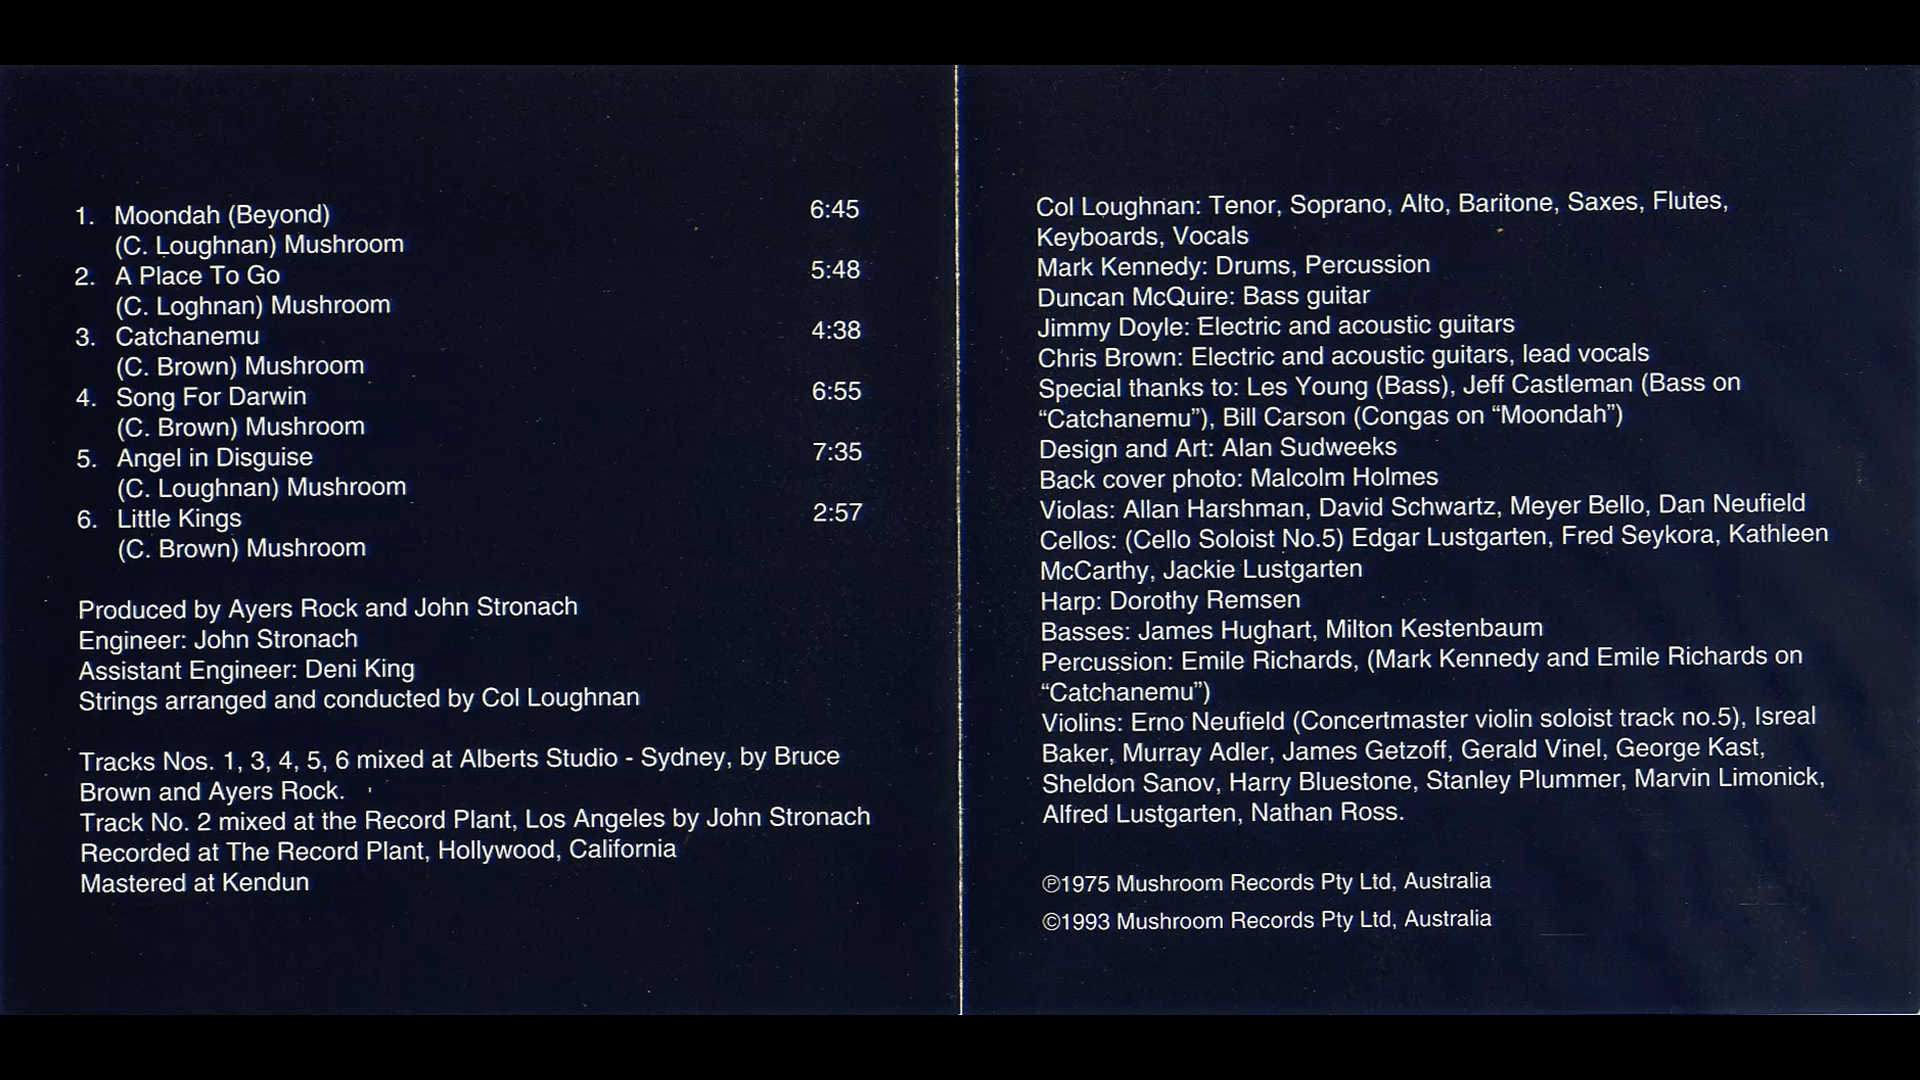 1. Moondah (Beyond) 6:45
(C. Loughnan) Mushroom
2. A Place To Go 5:48
(C. Loghnan) Mushroom
3. Catchanemu 4:38
(C. Brown) Mushroom
4. Song For Darwin 6:55
(C. Brown) Mushroom
5. Angel in Disguise 7:35
(C. Loughnan) Mushroom
6. Little Kings 2:57
(C. Brown) Mushroom
Produced by Ayers Rock and John Stronach
Engineer: John Stronach
Assistant Engineer: Deni King
Strings arranged and conducted by Col Loughnan
Tracks Nos. 1, 3, 4, 5, 6 mixed at Alberts Studio - Sydney, by Bruce
Brown and Ayers Rock.
Track No. 2 mixed at the Record Plant, Los Angeles by John Stronach
Recorded at The Record Plant, Hollywood, California
Mastered at Kendun
Col Loughnan: Tenor, Soprano, Alto, Baritone, Saxes, Flutes,
Keyboards, Vocals
Mark Kennedy: Drums, Percussion
Duncan McQuire: Bass guitar
Jimmy Doyle: Electric and acoustic guitars
Chris Brown: Electric and acoustic guitars, lead vocals
Special thanks to: Les Young (Bass), Jeff Castleman (Bass on
“Catchanemu”), Bill Carson (Congas on “Moondah”)
Design and Art: Alan Sudweeks
Back cover photo: Malcolm Holmes
Violas: Allan Harshman, David Schwartz, Meyer Bello, Dan Neufield
Cellos: (Cello Soloist No.5) Edgar Lustgarten, Fred Seykora, Kathleen
McCarthy, Jackie Lustgarten
Harp: Dorothy Remsen
Basses: James Hughart, Milton Kestenbaum
Percussion: Emile Richards, (Mark Kennedy and Emile Richards on
“Catchanemu”)
Violins: Erno Neufield (Concertmaster violin soloist track no.5), Isreal
Baker, Murray Adler, James Getzoff, Gerald Vinel, George Kast,
Sheldon Sanov, Harry Bluestone, Stanley Plummer, Marvin Limonick,
Alfred Lustgarten, Nathan Ross.
℗1975 Mushroom Records Pty Ltd, Australia
©1993 Mushroom Records Pty Ltd, Australia